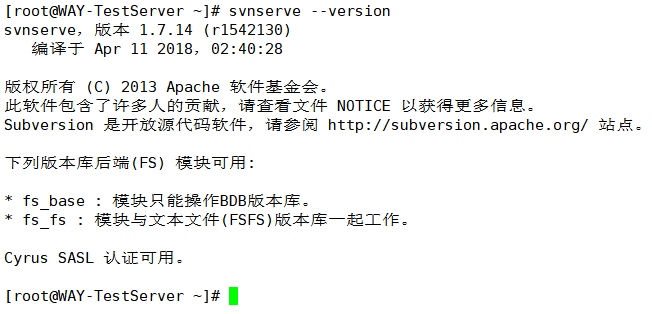 [root@WAY-TestServer ~]# svnserve --version
svnserve，版本 1.7.14 (r1542130)
编译于 Apr 11 2018，02:40:28
版权所有 (C) 2013 Apache 软件基金会。
此软件包含了许多人的贡献，请查看文件 NOTICE 以获得更多信息。
Subversion 是开放源代码软件，请参阅 http://subversion.apache.org/ 站点。
下列版本库后端(FS) 模块可用:
* fs_base : 模块只能操作BDB版本库。
* fs_fs : 模块与文本文件(FSFS)版本库一起工作。
Cyrus SASL 认证可用。
[root@WAY-TestServer ~]#